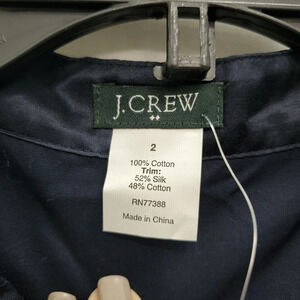 J.CREW
2
100% Cotton
Trim:
52% Silk
48% Cotton
RN77388
Made in China